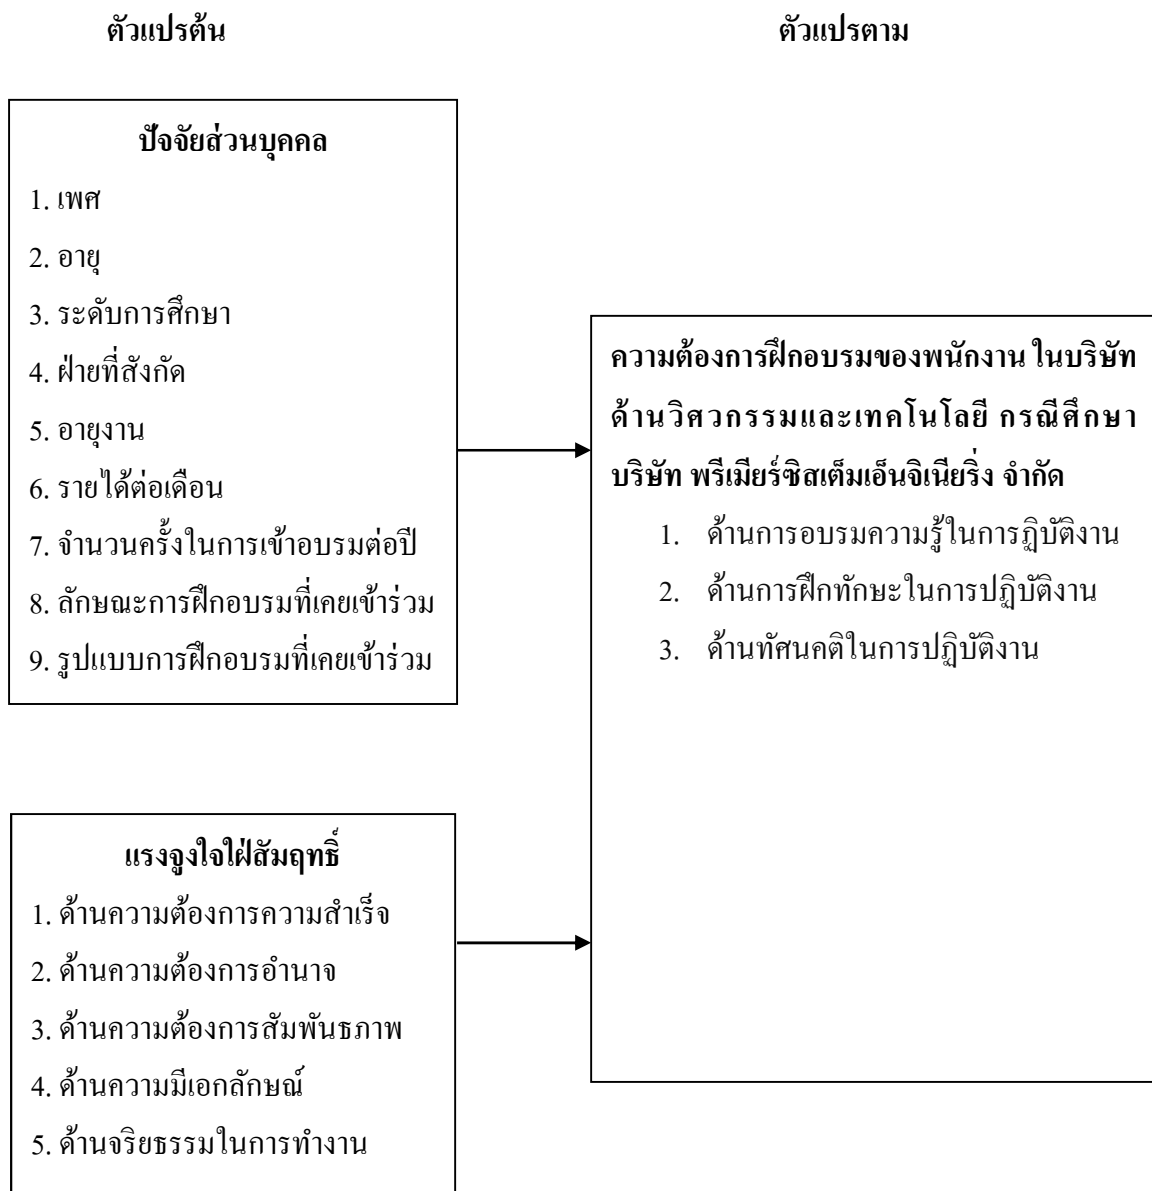 ตัวแปรต้น
ตัวแปรตาม
ปัจจัยส่วนบุคคล
1. เพศ
2. อายุ
3. ระดับการศึกษา
4. ฝ่ายที่สังกัด
5. อายุงาน
6. รายได้ต่อเดือน
7. จำนวนครั้งในการเข้าอบรมต่อปี
8. ลักษณะการฝึกอบรมที่เคยเข้าร่วม
9. รูปแบบการฝึกอบรมที่เคยเข้าร่วม
แรงจูงใจใฝ่สัมฤทธิ์
1. ด้านความต้องการความสำเร็จ
2. ด้านความต้องการอำนาจ
3. ด้านความต้องการสัมพันธภาพ
4. ด้านความมีเอกลักษณ์
5. ด้านจริยธรรมในการทำงาน
ความต้องการฝึกอบรมของพนักงาน ในบริษัท
ด้านวิศวกรรมและเทคโนโลยี กรณีศึกษา
บริษัท พรีเมียร์ซิสเต็มเอ็นจิเนียริ่ง จำกัด
1. ด้านการอบรมความรู้ในการฏิบัติงาน
2. ด้านการฝึกทักษะในการปฏิบัติงาน
3. ด้านทัศนคติในการปฏิบัติงาน